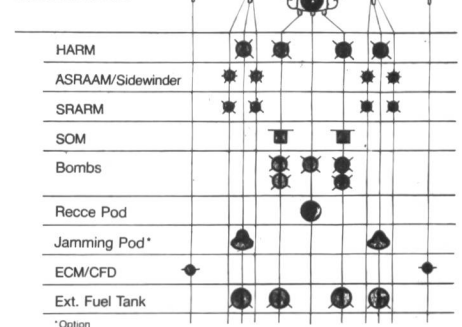 HARM
ASRAAM/Sidewinder
SRARM
SOM
Bombs
Recce Pod
Jamming Pod*
ECM/CFD
Ext. Fuel Tank
*Option